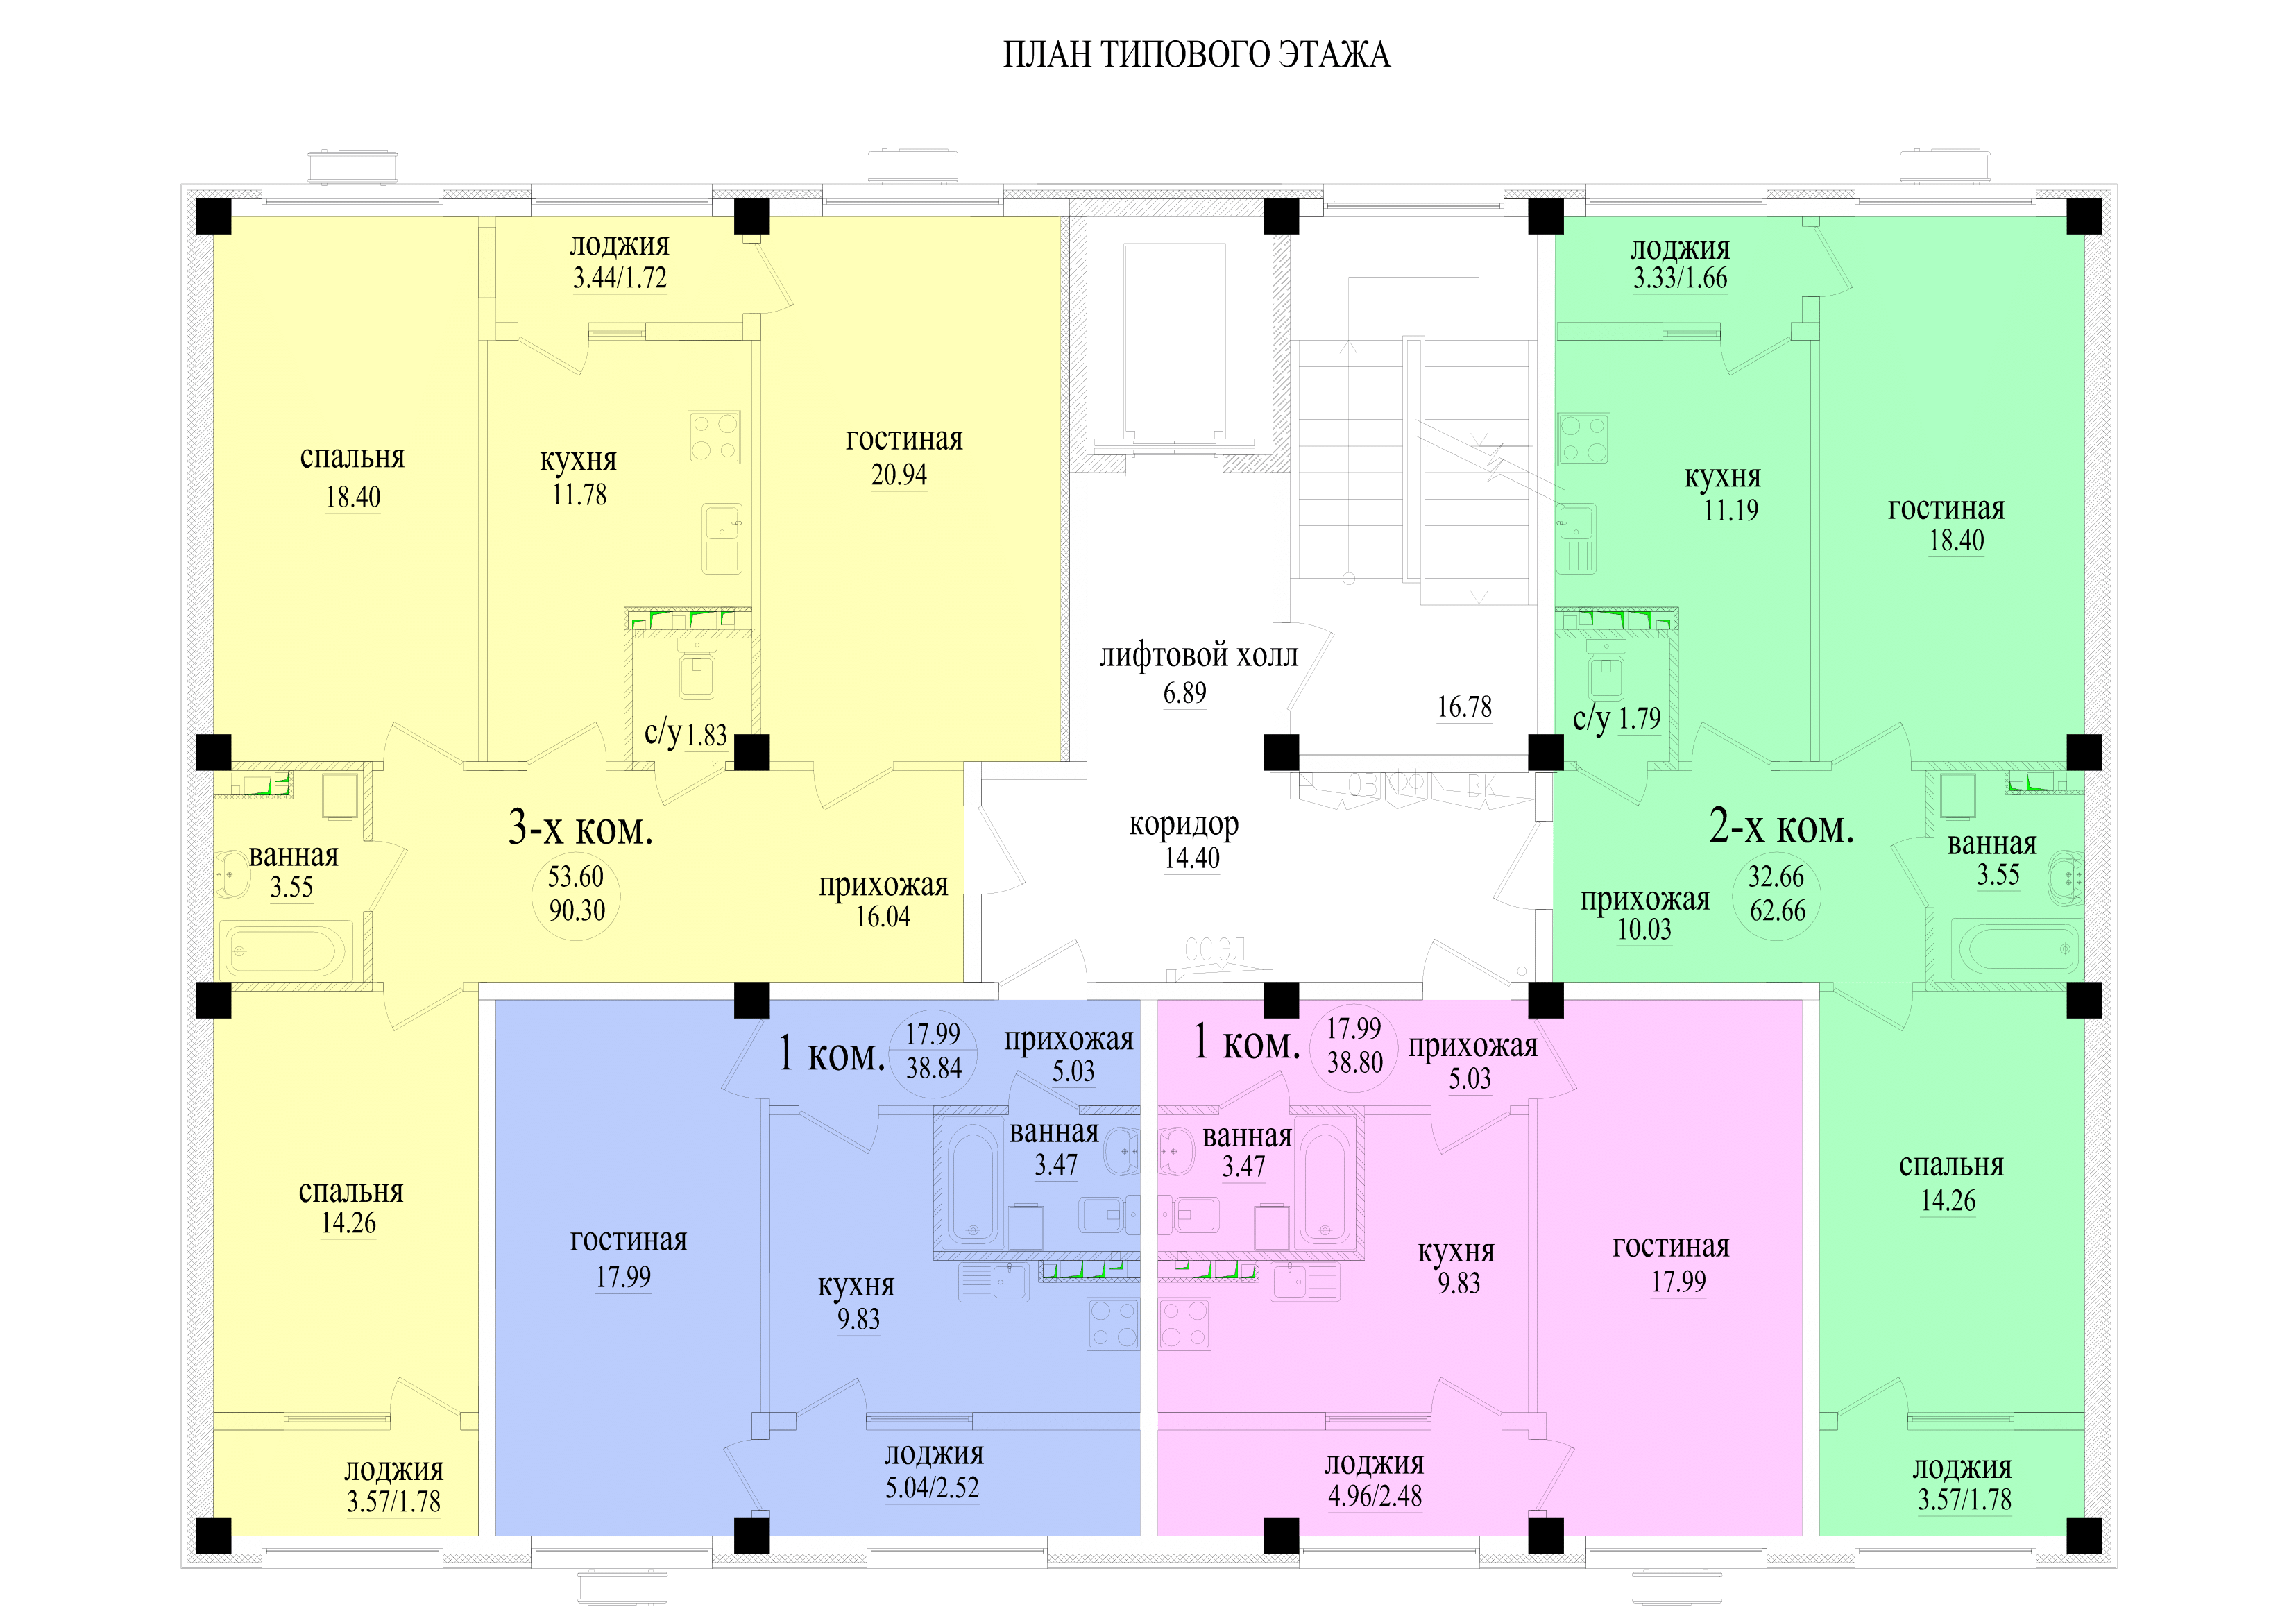 ПЛАН ТИПОВОГО ЭТАЖА
лоджия
3.44/1.72
лоджия
3.33/1.66
спальня
18.40
кухня
11.78
гостиная
20.94
кухня
11.19
гостиная
18.40
лифтовой холл
6.89
16.78
с/у 1.83
с/у 1.79
ОВ
ФФ
ВК
3-х ком.
53.60
90.30
ванная
3.55
прихожая
16.04
коридор
14.40
2-х ком.
32.66
62.66
прихожая
10.03
ванная
3.55
СС ЭЛ
1 ком.
17.99
38.84
прихожая
5.03
1 ком.
17.99
38.80
прихожая
5.03
ванная
3.47
ванная
3.47
спальня
14.26
гостиная
17.99
кухня
9.83
кухня
9.83
гостиная
17.99
спальня
14.26
лоджия
3.57/1.78
лоджия
5.04/2.52
лоджия
4.96/2.48
лоджия
3.57/1.78